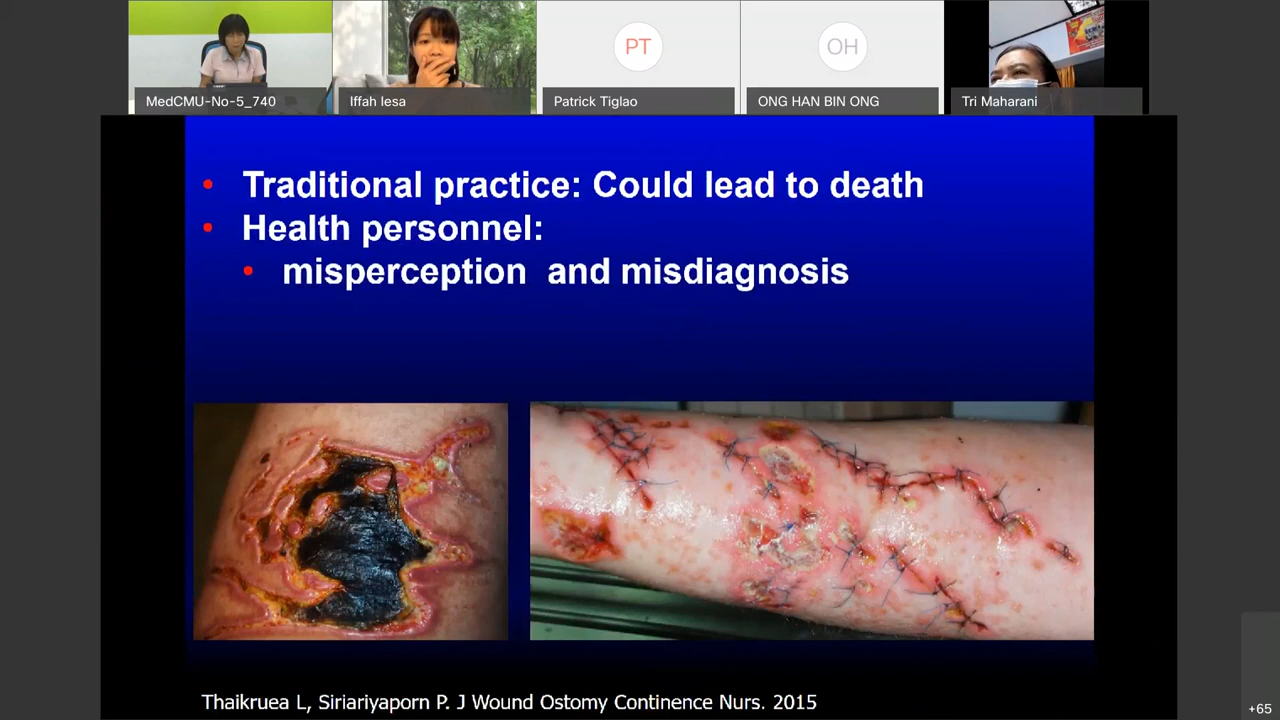 PT
OH
MedCMU-No-5_740
Iffah Iesa
Patrick Tiglao
ONG HAN BIN ONG
Tri Maharani
• Traditional practice: Could lead to death
• Health personnel:
• misperception and misdiagnosis
Thaikruea L, Siriariyaporn P. J Wound Ostomy Continence Nurs. 2015
+65